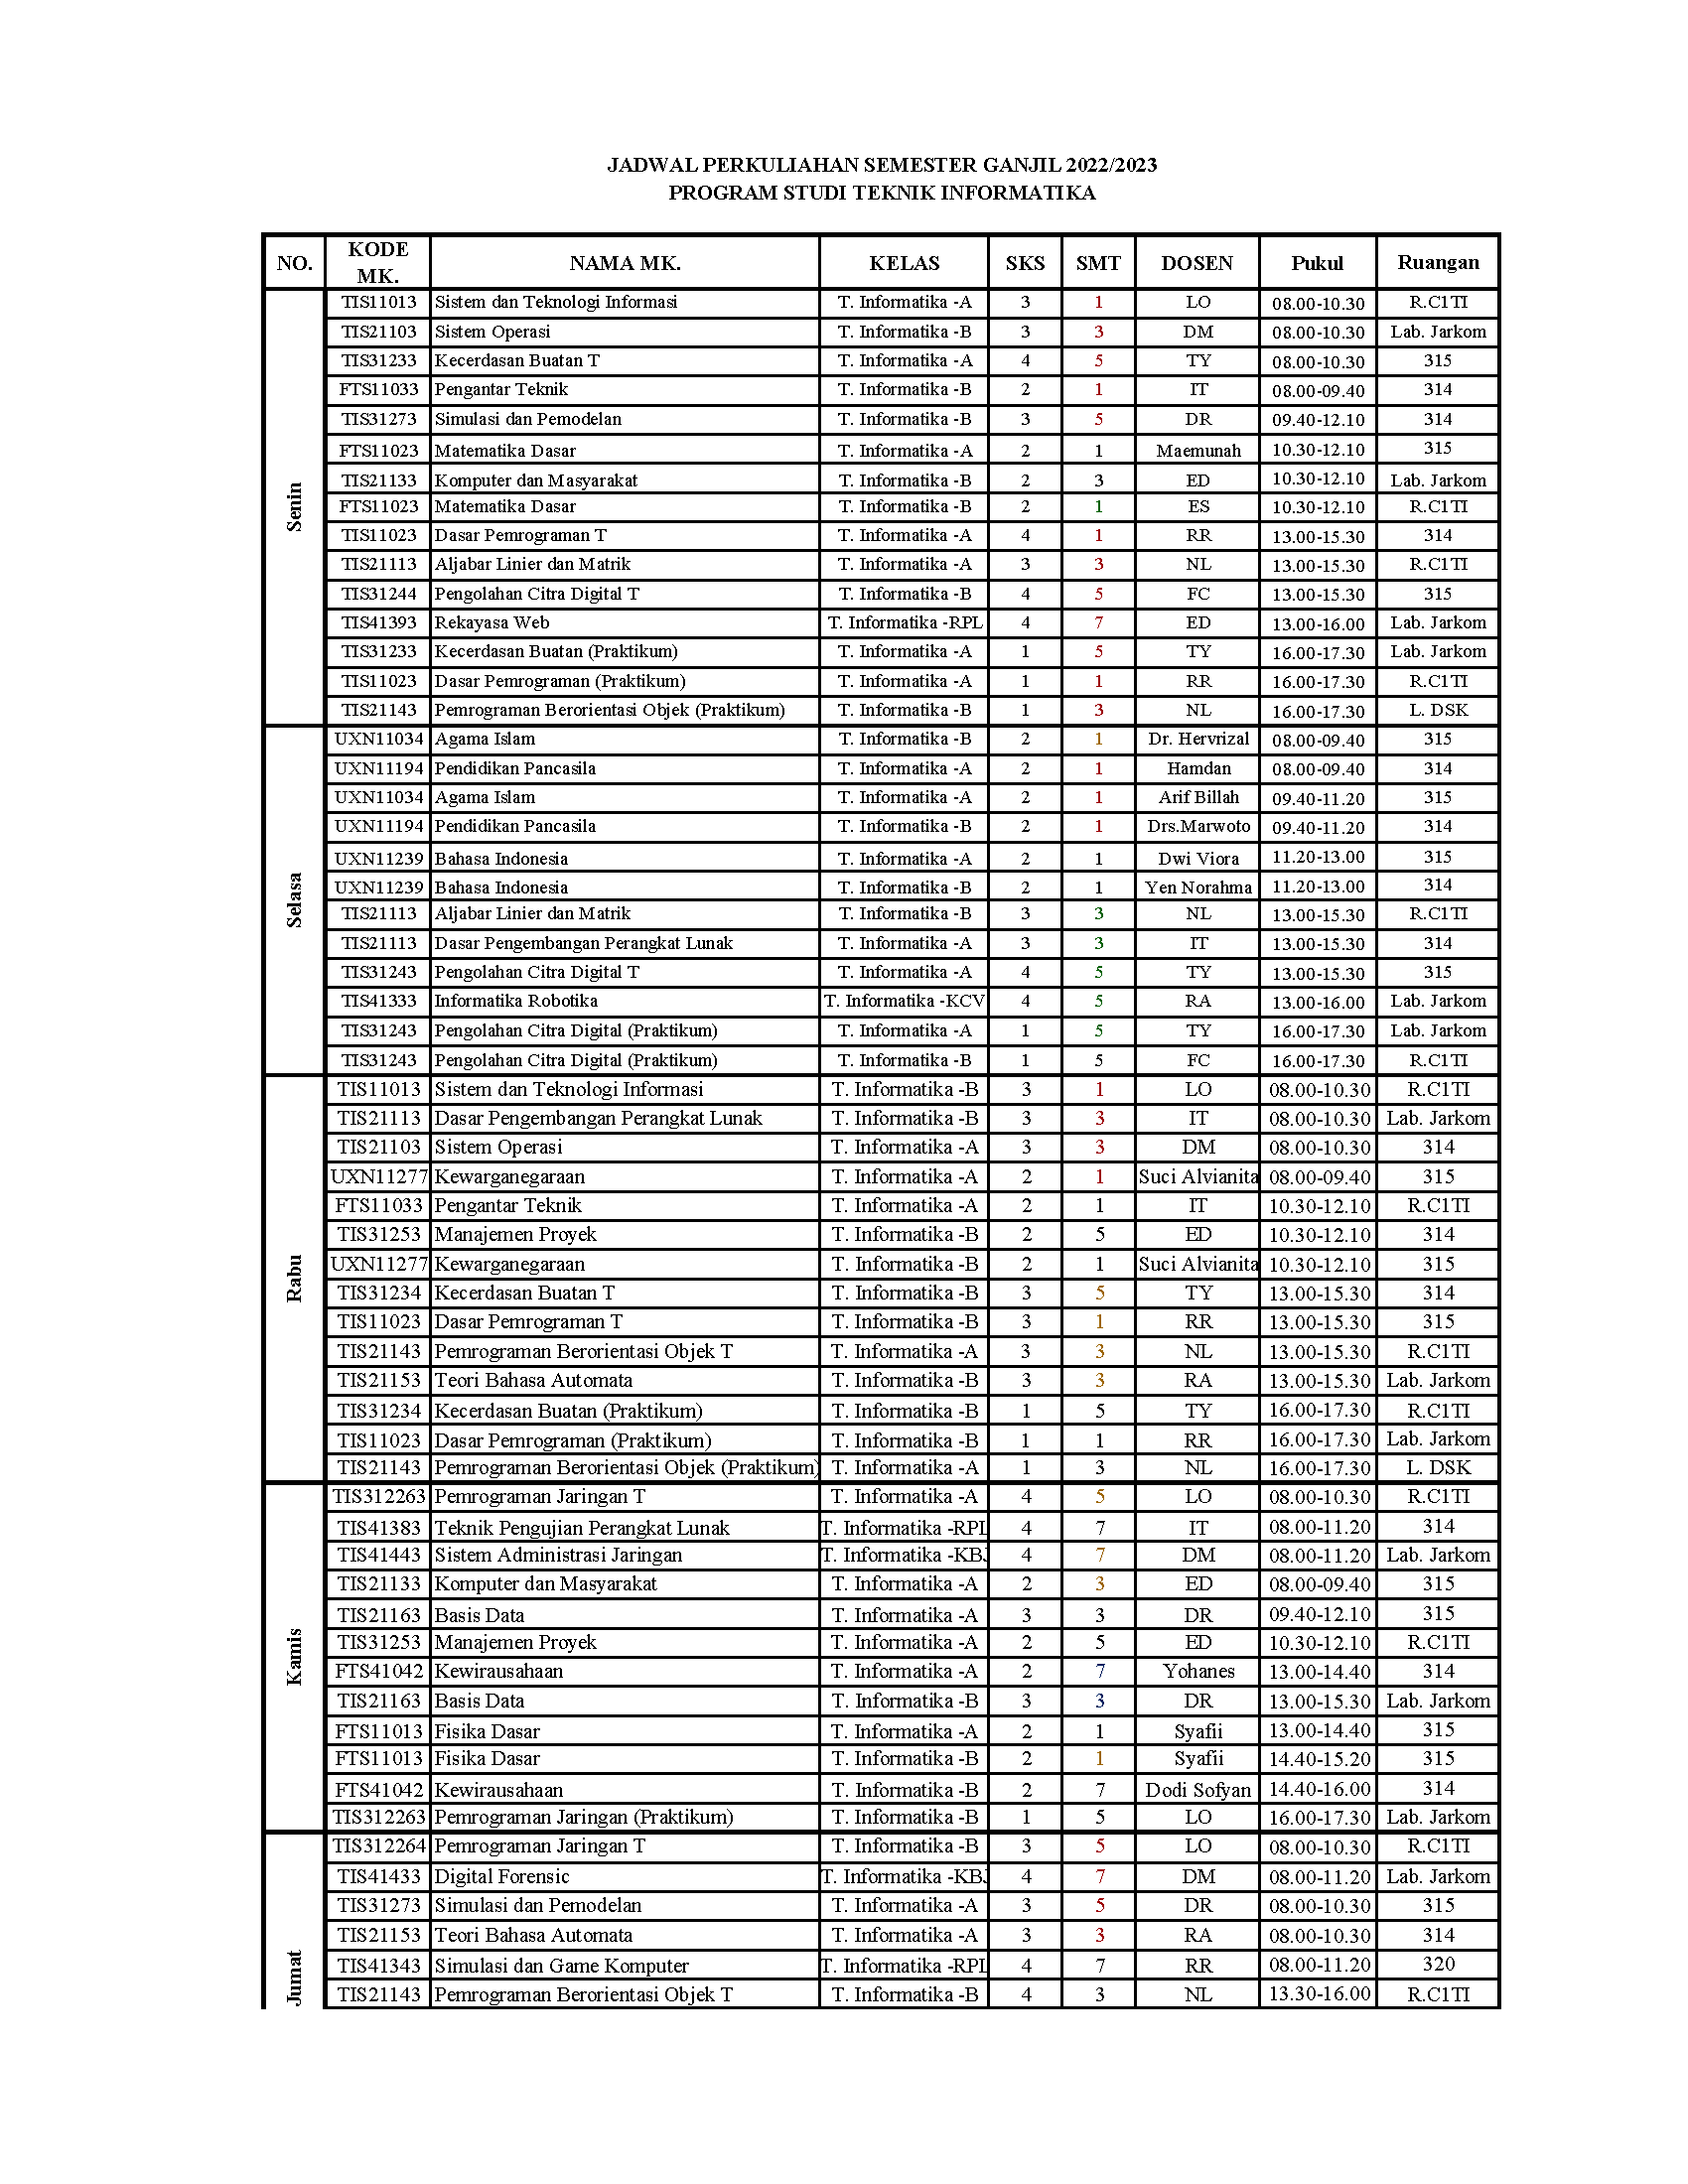 JADWAL PERKULIAHAN SEMESTER GANJIL 2022/2023
PROGRAM STUDI TEKNIK INFORMATIKA
NO. KODE MK. NAMA MK. KELAS SKS SMT DOSEN Pukul Ruangan
Senin
TIS11013 Sistem dan Teknologi Informasi T. Informatika -A 3 1 LO 08.00-10.30 R.C1TI
TIS21103 Sistem Operasi T. Informatika -B 3 3 DM 08.00-10.30 Lab. Jarkom
TIS31233 Kecerdasan Buatan T T. Informatika -A 4 5 TY 08.00-10.30 315
FTS11033 Pengantar Teknik T. Informatika -B 2 1 IT 08.00-09.40 314
TIS31273 Simulasi dan Pemodelan T. Informatika -B 3 5 DR 09.40-12.10 314
FTS11023 Matematika Dasar T. Informatika -A 2 1 Maemunah 10.30-12.10 315
TIS21133 Komputer dan Masyarakat T. Informatika -B 2 3 ED 10.30-12.10 Lab. Jarkom
FTS11023 Matematika Dasar T. Informatika -B 2 1 ES 10.30-12.10 R.C1TI
TIS11023 Dasar Pemrograman T T. Informatika -A 4 1 RR 13.00-15.30 314
TIS21113 Aljabar Linier dan Matrik T. Informatika -A 3 3 NL 13.00-15.30 R.C1TI
TIS31244 Pengolahan Citra Digital T T. Informatika -B 4 5 FC 13.00-15.30 315
TIS41393 Rekayasa Web T. Informatika -RPL 4 7 ED 13.00-16.00 Lab. Jarkom
TIS31233 Kecerdasan Buatan (Praktikum) T. Informatika -A 1 5 TY 16.00-17.30 Lab. Jarkom
TIS11023 Dasar Pemrograman (Praktikum) T. Informatika -A 1 1 RR 16.00-17.30 R.C1TI
TIS21143 Pemrograman Berorientasi Objek (Praktikum) T. Informatika -B 1 3 NL 16.00-17.30 L. DSK
Selasa
UXN11034 Agama Islam T. Informatika -B 2 1 Dr. Hervrizal 08.00-09.40 315
UXN11194 Pendidikan Pancasila T. Informatika -A 2 1 Hamdan 08.00-09.40 314
UXN11034 Agama Islam T. Informatika -A 2 1 Arif Billah 09.40-11.20 315
UXN11194 Pendidikan Pancasila T. Informatika -B 2 1 Drs.Marwoto 09.40-11.20 314
UXN11239 Bahasa Indonesia T. Informatika -A 2 1 Dwi Viora 11.20-13.00 315
UXN11239 Bahasa Indonesia T. Informatika -B 2 1 Yen Norahma 11.20-13.00 314
TIS21113 Aljabar Linier dan Matrik T. Informatika -B 3 3 NL 13.00-15.30 R.C1TI
TIS21113 Dasar Pengembangan Perangkat Lunak T. Informatika -A 3 3 IT 13.00-15.30 314
TIS31243 Pengolahan Citra Digital T T. Informatika -A 4 5 TY 13.00-15.30 315
TIS41333 Informatika Robotika T. Informatika -KCV 4 5 RA 13.00-16.00 Lab. Jarkom
TIS31243 Pengolahan Citra Digital (Praktikum) T. Informatika -A 1 5 TY 16.00-17.30 Lab. Jarkom
TIS31243 Pengolahan Citra Digital (Praktikum) T. Informatika -B 1 5 FC 16.00-17.30 R.C1TI
Rabu
TIS11013 Sistem dan Teknologi Informasi T. Informatika -B 3 1 LO 08.00-10.30 R.C1TI
TIS21113 Dasar Pengembangan Perangkat Lunak T. Informatika -B 3 3 IT 08.00-10.30 Lab. Jarkom
TIS21103 Sistem Operasi T. Informatika -A 3 3 DM 08.00-10.30 314
UXN11277 Kewarganegaraan T. Informatika -A 2 1 Suci Alvianita 08.00-09.40 315
FTS11033 Pengantar Teknik T. Informatika -A 2 1 IT 10.30-12.10 R.C1TI
TIS31253 Manajemen Proyek T. Informatika -B 2 5 ED 10.30-12.10 314
UXN11277 Kewarganegaraan T. Informatika -B 2 1 Suci Alvianita 10.30-12.10 315
TIS31234 Kecerdasan Buatan T T. Informatika -B 3 5 TY 13.00-15.30 314
TIS11023 Dasar Pemrograman T T. Informatika -B 3 1 RR 13.00-15.30 315
TIS21143 Pemrograman Berorientasi Objek T T. Informatika -A 3 3 NL 13.00-15.30 R.C1TI
TIS21153 Teori Bahasa Automata T. Informatika -B 3 3 RA 13.00-15.30 Lab. Jarkom
TIS31234 Kecerdasan Buatan (Praktikum) T. Informatika -B 1 5 TY 16.00-17.30 R.C1TI
TIS11023 Dasar Pemrograman (Praktikum) T. Informatika -B 1 1 RR 16.00-17.30 Lab. Jarkom
TIS21143 Pemrograman Berorientasi Objek (Praktikum) T. Informatika -A 1 3 NL 16.00-17.30 L. DSK
Kamis
TIS312263 Pemrograman Jaringan T T. Informatika -A 4 5 LO 08.00-10.30 R.C1TI
TIS41383 Teknik Pengujian Perangkat Lunak T. Informatika -RPL 4 7 IT 08.00-11.20 314
TIS41443 Sistem Administrasi Jaringan T. Informatika -KBJ 4 7 DM 08.00-11.20 Lab. Jarkom
TIS21133 Komputer dan Masyarakat T. Informatika -A 2 3 ED 08.00-09.40 315
TIS21163 Basis Data T. Informatika -A 3 3 DR 09.40-12.10 315
TIS31253 Manajemen Proyek T. Informatika -A 2 5 ED 10.30-12.10 R.C1TI
FTS41042 Kewirausahaan T. Informatika -A 2 7 Yohanes 13.00-14.40 314
TIS21163 Basis Data T. Informatika -B 3 3 DR 13.00-15.30 Lab. Jarkom
FTS11013 Fisika Dasar T. Informatika -A 2 1 Syafii 13.00-14.40 315
FTS11013 Fisika Dasar T. Informatika -B 2 1 Syafii 14.40-15.20 315
FTS41042 Kewirausahaan T. Informatika -B 2 7 Dodi Sofyan 14.40-16.00 314
TIS312263 Pemrograman Jaringan (Praktikum) T. Informatika -B 1 5 LO 16.00-17.30 Lab. Jarkom
Jumat
TIS312264 Pemrograman Jaringan T T. Informatika -B 3 5 LO 08.00-10.30 R.C1TI
TIS41433 Digital Forensic T. Informatika -KBJ 4 7 DM 08.00-11.20 Lab. Jarkom
TIS31273 Simulasi dan Pemodelan T. Informatika -A 3 5 DR 08.00-10.30 315
TIS21153 Teori Bahasa Automata T. Informatika -A 3 3 RA 08.00-10.30 314
TIS41343 Simulasi dan Game Komputer T. Informatika -RPL 4 7 RR 08.00-11.20 320
TIS21143 Pemrograman Berorientasi Objek T T. Informatika -B 4 3 NL 13.30-16.00 R.C1TI